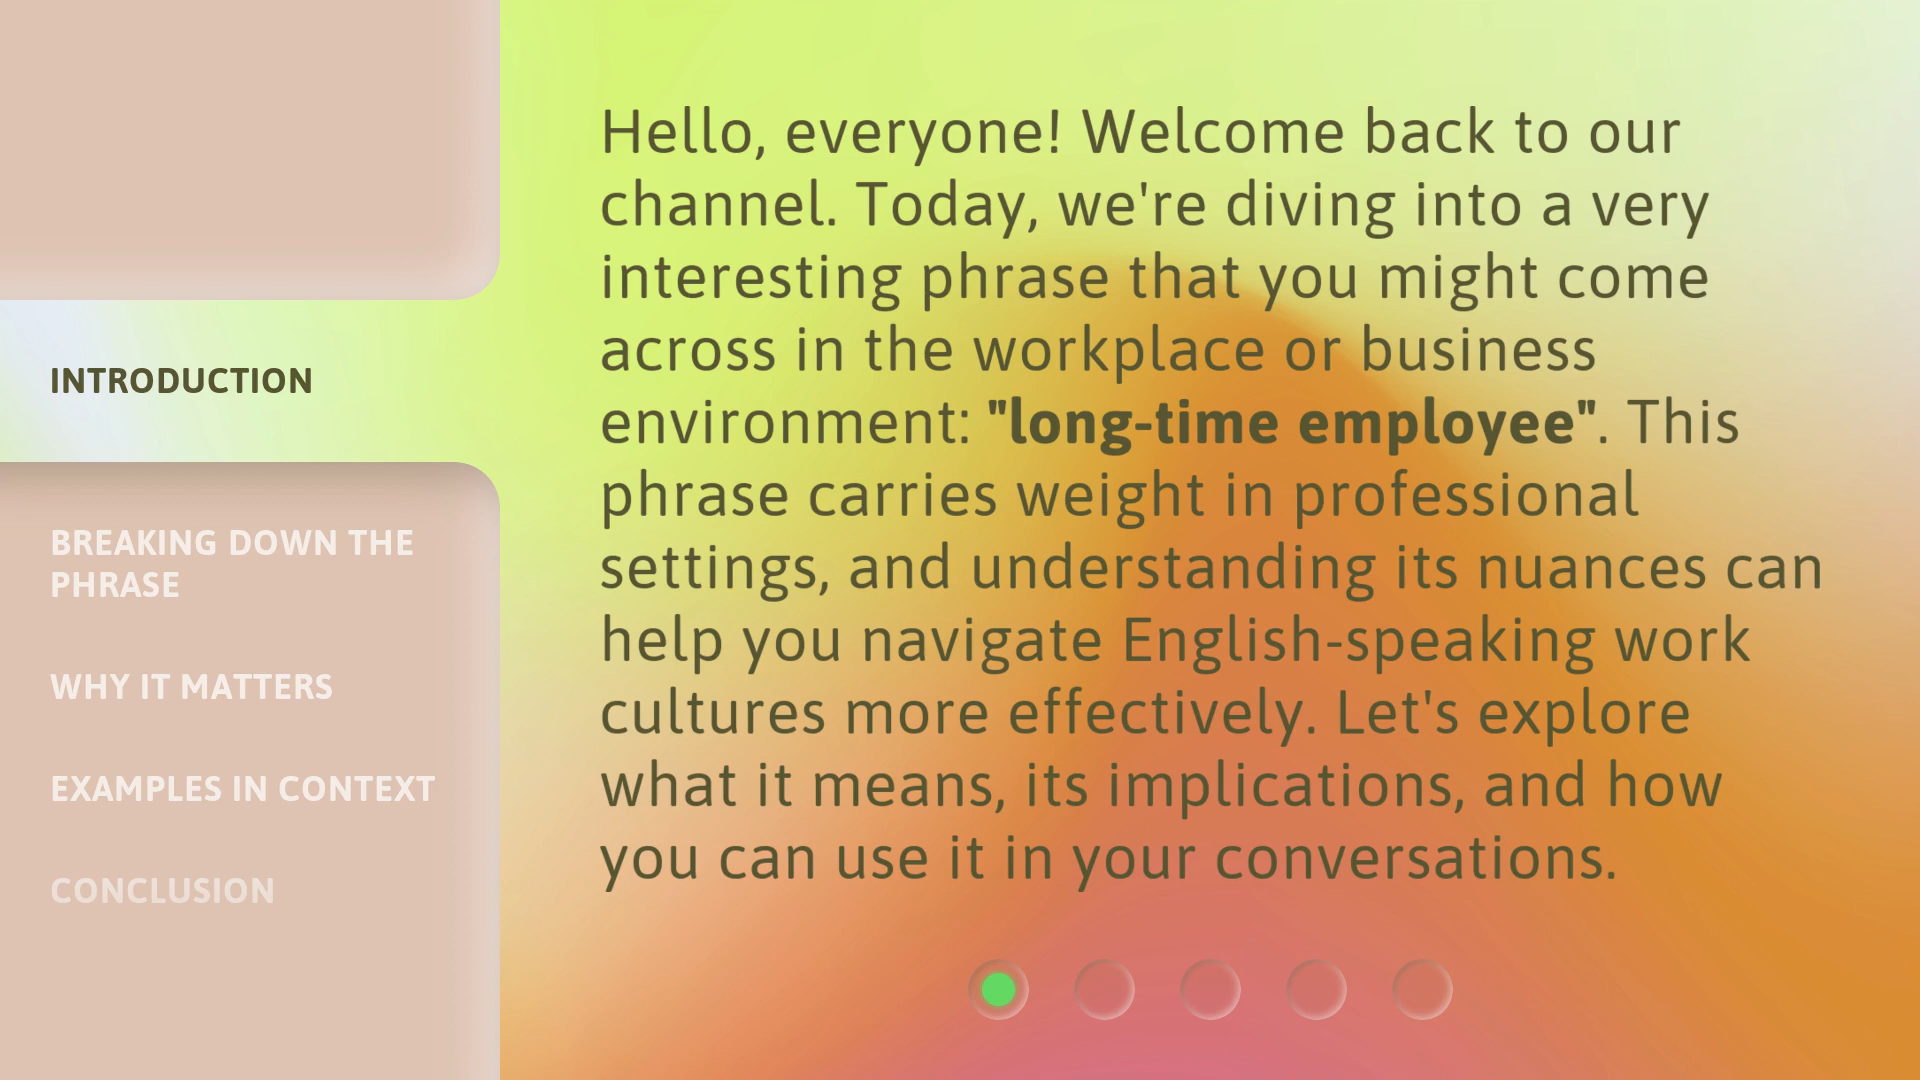 INTRODUCTION
BREAKING DOWN THE
PHRASE
WHY IT MATTERS
EXAMPLES IN CONTEXT
CONCLUSION
Hello, everyone! Welcome back to our
channel. Today, we're diving into a very
interesting phrase that you might come
across in the workplace or business
environment: "long-time employee". This
phrase carries weight in professional
settings, and understanding its nuances can
help you navigate English-speaking work
cultures more effectively. Let's explore
what it means, its implications, and how
you can use it in your conversations.